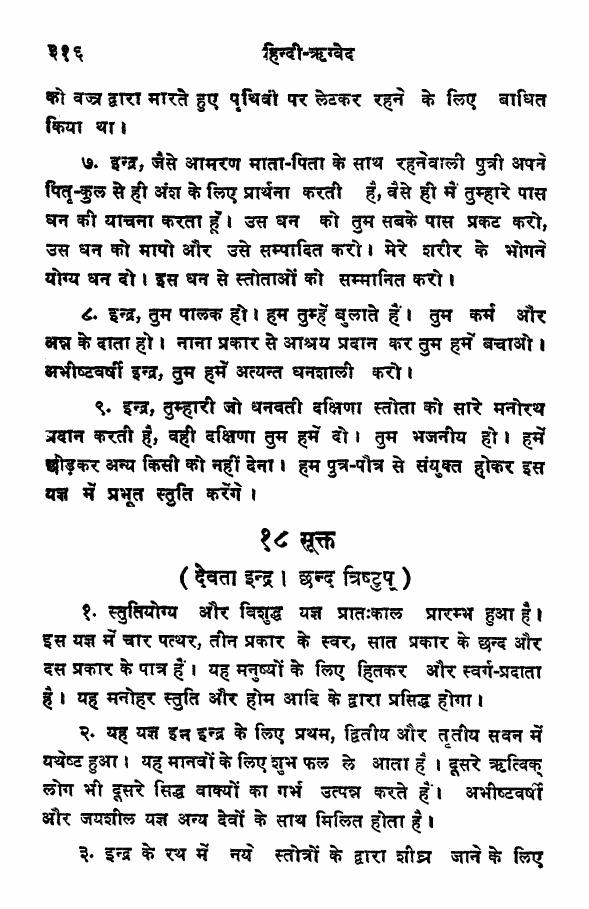 ३१६ हिन्दी-ऋग्वेद
को वज्र द्वारा मारते हुए पृथिवी पर लेटकर रहने के लिए बाधित
किया था।
७. इन्द्र, जैसे आमरण माता-पिता के साथ रहनेवाली पुत्री अपने
पितृ-कुल से ही अंश के लिए प्रार्थना करती है, वैसे ही मैं तुम्हारे पास
धन की याचना करता हूँ। उस धन को तुम सबके पास प्रकट करो,
उस धन को मापो और उसे सम्पादित करो। मेरे शरीर के भोगने
योग्य धन दो। इस धन से स्तोताओं को सम्मानित करो।
८. इन्द्र, तुम पालक हो। हम तुम्हें बुलाते हैं। तुम कर्म और
अन्न के दाता हो। नाना प्रकार से आश्रय प्रदान कर तुम हमें बचाओ।
अभीष्टवर्षी इन्द्र, तुम हमें अत्यन्त धनशाली करो।
९. इन्द्र, तुम्हारी जो धनवती दक्षिणा स्तोता को सारे मनोरथ
प्रदान करती है, वही दक्षिणा तुम हमें दो। तुम भजनीय हो। हमें
छोड़कर अन्य किसी को नहीं देना। हम पुत्र-पौत्र से संयुक्त होकर इस
यज्ञ में प्रभूत स्तुति करेंगे।
१८ सूक्त
(देवता इन्द्र। छन्द त्रिष्टुप्)
१. स्तुतियोग्य और विशुद्ध यज्ञ प्रातःकाल प्रारम्भ हुआ है।
इस यज्ञ में चार पत्थर, तीन प्रकार के स्वर, सात प्रकार के छन्द और
दस प्रकार के पात्र हैं। यह मनुष्यों के लिए हितकर और स्वर्ग-प्रदाता
है। यह मनोहर स्तुति और होम आदि के द्वारा प्रसिद्ध होगा।
२. यह यज्ञ इन इन्द्र के लिए प्रथम, द्वितीय और तृतीय सवन में
यथेष्ट हुआ। यह मानवों के लिए शुभ फल ले आता है। दूसरे ऋत्विक्
लोग भी दूसरे सिद्ध वाक्यों का गर्भ उत्पन्न करते हैं। अभीष्टवर्षी
और जयशील यज्ञ अन्य देवों के साथ मिलित होता है।
३. इन्द्र के रथ में नये स्तोत्रों के द्वारा शीघ्र जाने के लिए